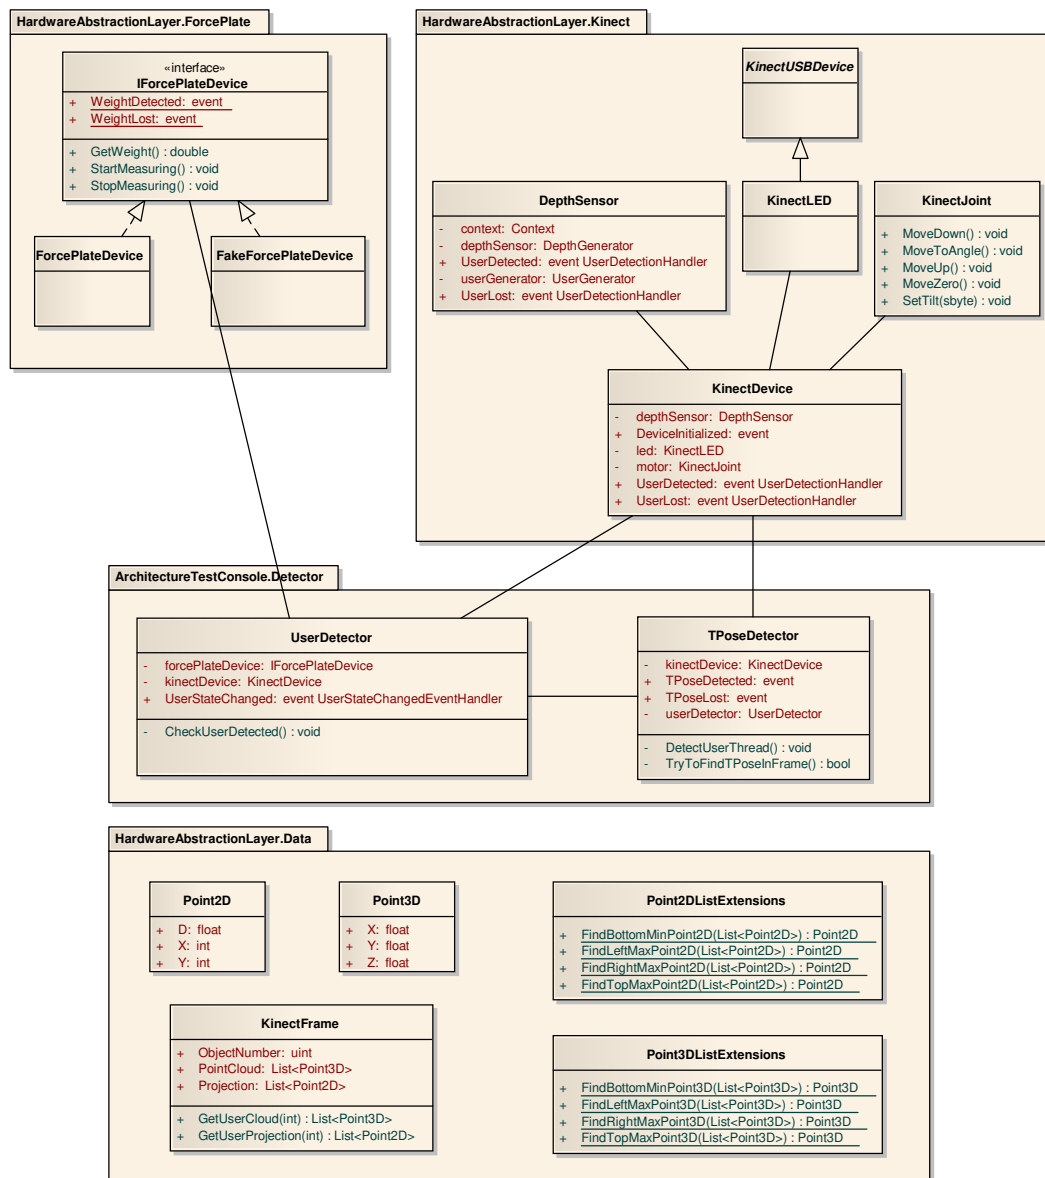 HardwareAbstractionLayer.ForcePlate
«interface»
IForcePlateDevice
+ WeightDetected: event
+ WeightLost: event
+ GetWeight() : double
+ StartMeasuring() : void
+ StopMeasuring() : void
ForcePlateDevice
FakeForcePlateDevice
HardwareAbstractionLayer.Kinect
KinectUSBDevice
DepthSensor
- context: Context
- depthSensor: DepthGenerator
+ UserDetected: event UserDetectionHandler
- userGenerator: UserGenerator
+ UserLost: event UserDetectionHandler
KinectLED
KinectJoint
+ MoveDown() : void
+ MoveToAngle() : void
+ MoveUp() : void
+ MoveZero() : void
+ SetTilt(sbyte) : void
KinectDevice
- depthSensor: DepthSensor
+ DeviceInitialized: event
- led: KinectLED
- motor: KinectJoint
+ UserDetected: event UserDetectionHandler
+ UserLost: event UserDetectionHandler
ArchitectureTestConsole.Detector
UserDetector
- forcePlateDevice: IForcePlateDevice
- kinectDevice: KinectDevice
+ UserStateChanged: event UserStateChangedEventHandler
- CheckUserDetected() : void
TPoseDetector
- kinectDevice: KinectDevice
+ TPoseDetected: event
+ TPoseLost: event
- userDetector: UserDetector
- DetectUserThread() : void
- TryToFindTPoseInFrame() : bool
HardwareAbstractionLayer.Data
Point2D
+ D: float
+ X: int
+ Y: int
Point3D
+ X: float
+ Y: float
+ Z: float
Point2DListExtensions
+ FindBottomMinPoint2D(List<Point2D>) : Point2D
+ FindLeftMaxPoint2D(List<Point2D>) : Point2D
+ FindRightMaxPoint2D(List<Point2D>) : Point2D
+ FindTopMaxPoint2D(List<Point2D>) : Point2D
KinectFrame
+ ObjectNumber: uint
+ PointCloud: List<Point3D>
+ Projection: List<Point2D>
+ GetUserCloud(int) : List<Point3D>
+ GetUserProjection(int) : List<Point2D>
Point3DListExtensions
+ FindBottomMinPoint3D(List<Point3D>) : Point3D
+ FindLeftMaxPoint3D(List<Point3D>) : Point3D
+ FindRightMaxPoint3D(List<Point3D>) : Point3D
+ FindTopMaxPoint3D(List<Point3D>) : Point3D